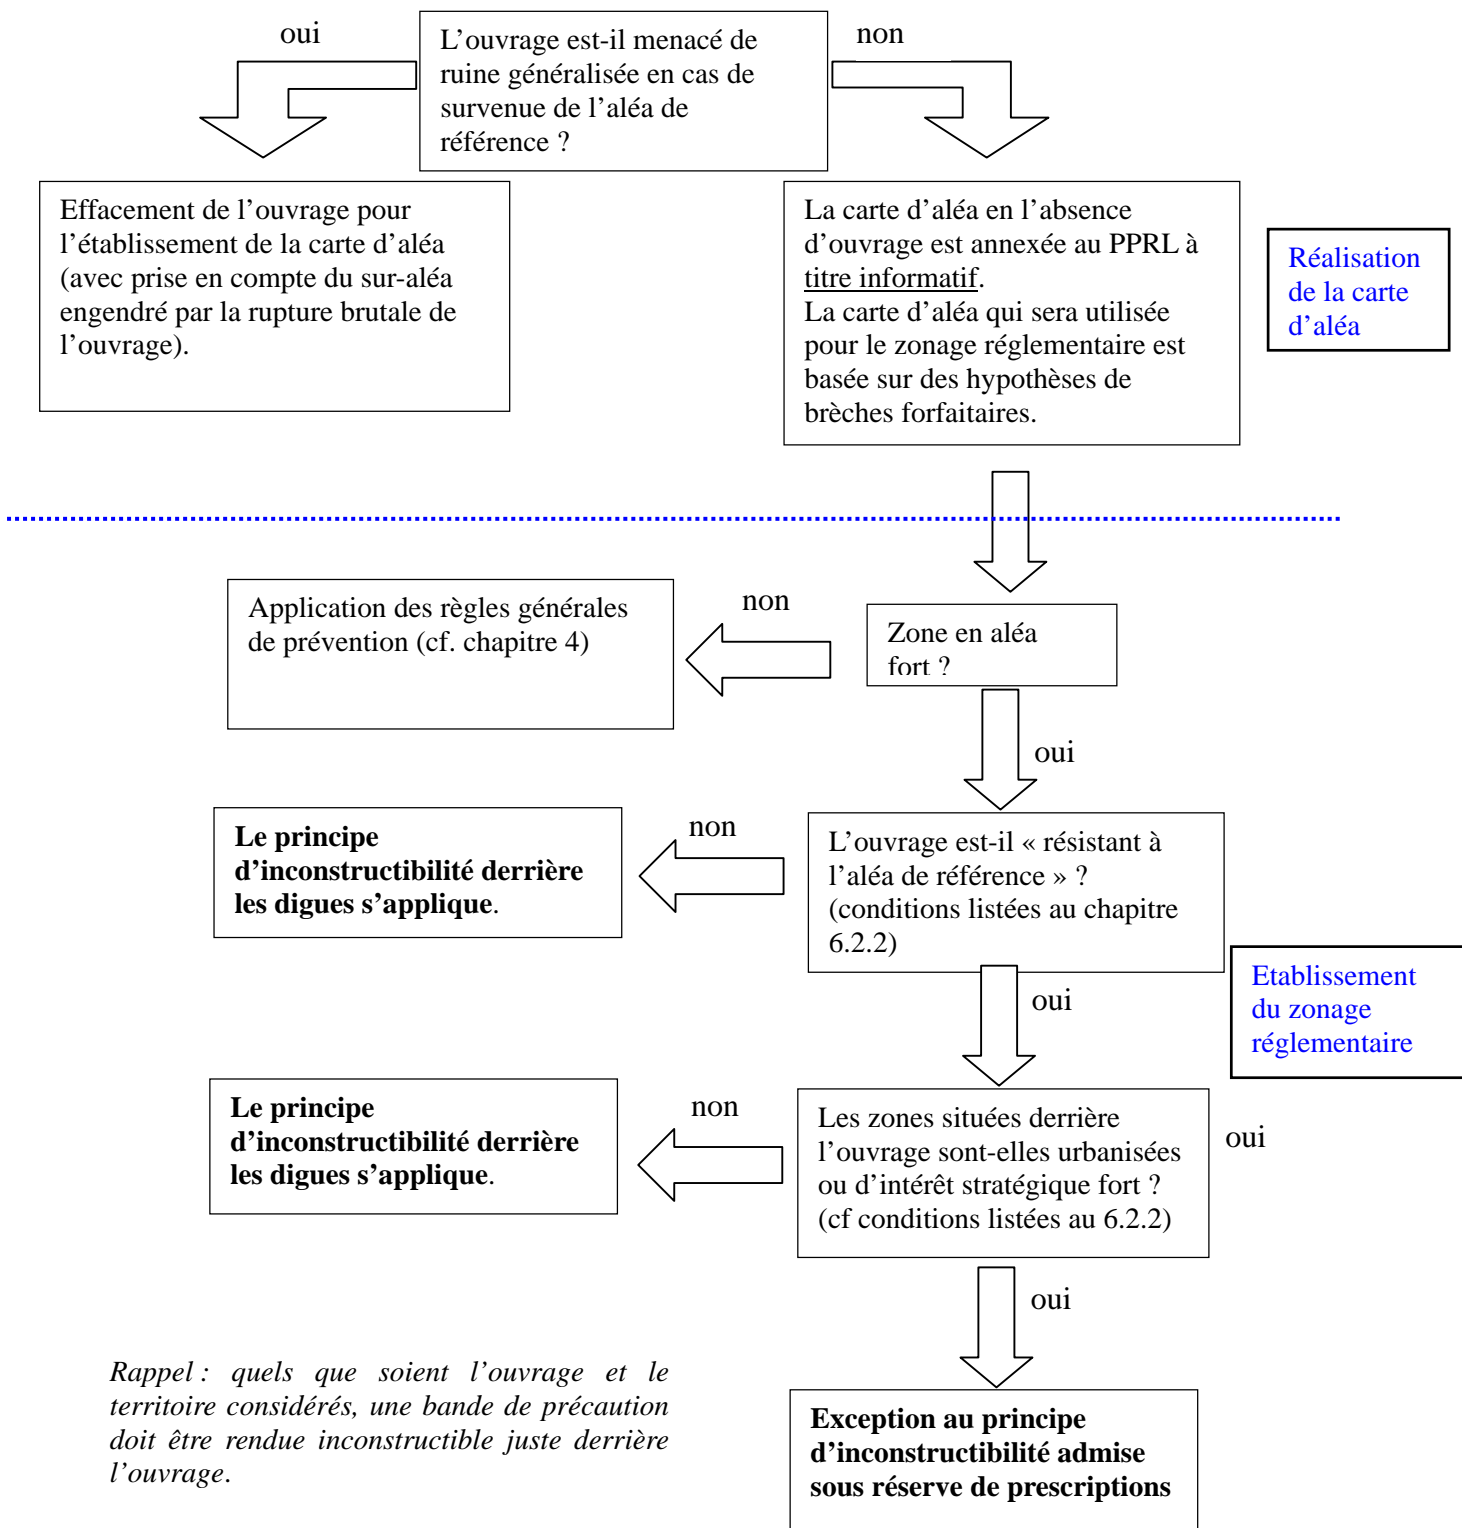 oui
L’ouvrage est-il menacé de
ruine généralisée en cas de
survenue de l’aléa de
référence ?
non
Effacement de l’ouvrage pour
l’établissement de la carte d’aléa
(avec prise en compte du sur-aléa
engendré par la rupture brutale de
l’ouvrage).
La carte d’aléa en l’absence
d’ouvrage est annexée au PPRL à
titre informatif.
La carte d’aléa qui sera utilisée
pour le zonage réglementaire est
basée sur des hypothèses de
brèches forfaitaires.
Réalisation
de la carte
d’aléa
Application des règles générales
de prévention (cf. chapitre 4)
non
Zone en aléa
fort ?
oui
Le principe
d’inconstructibilité derrière
les digues s’applique.
non
L’ouvrage est-il « résistant à
l’aléa de référence » ?
(conditions listées au chapitre
6.2.2)
Etablissement
du zonage
réglementaire
oui
Le principe
d’inconstructibilité derrière
les digues s’applique.
non
Les zones situées derrière
l’ouvrage sont-elles urbanisées
ou d’intérêt stratégique fort ?
(cf conditions listées au 6.2.2)
oui
oui
Rappel : quels que soient l’ouvrage et le
territoire considérés, une bande de précaution
doit être rendue inconstructible juste derrière
l’ouvrage.
Exception au principe
d’inconstructibilité admise
sous réserve de prescriptions